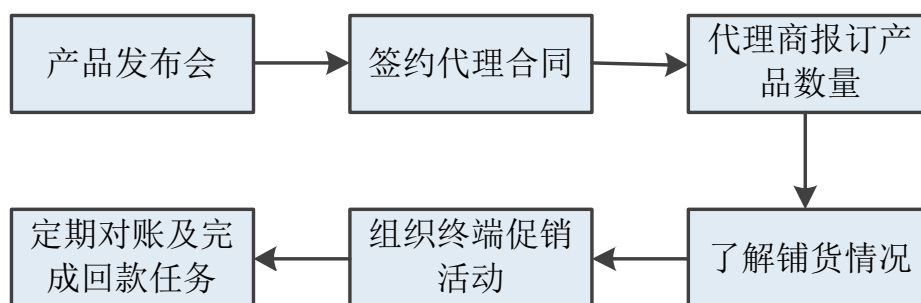 产品发布会
签约代理合同
代理商报订产
品数量
了解铺货情况
组织终端促销
活动
定期对账及完
成回款任务